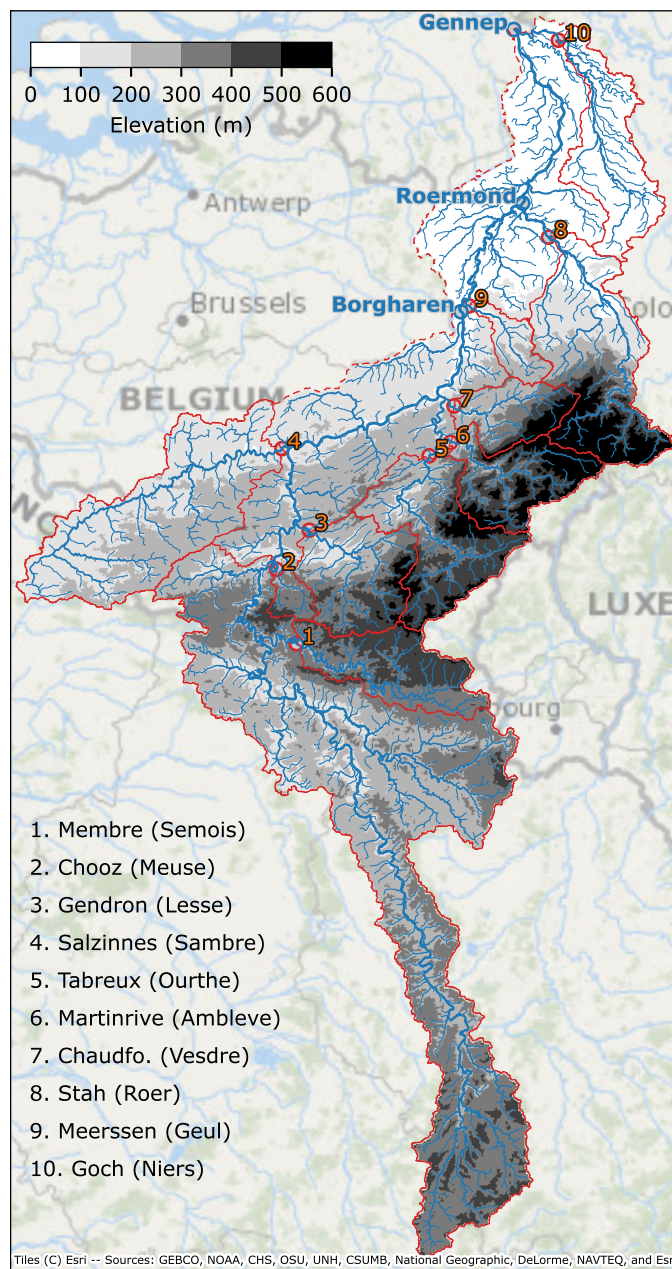 Gennep
10
0 100 200 300 400 500 600
Elevation (m)
Antwerp
Roermond
8
Brussels
Borgharen
9
Colo
BELGIUM
7
6
4
5
NO
3
2
LUXE
1
bourg
1. Membre (Semois)
2. Chooz (Meuse)
3. Gendron (Lesse)
4. Salzinnes (Sambre)
5. Tabreux (Ourthe)
6. Martinrive (Ambleve)
7. Chaudfo. (Vesdre)
8. Stah (Roer)
9. Meerssen (Geul)
10. Goch (Niers)
Tiles (C) Esri -- Sources: GEBCO, NOAA, CHS, OSU, UNH, CSUMB, National Geographic, DeLorme, NAVTEQ, and Esri